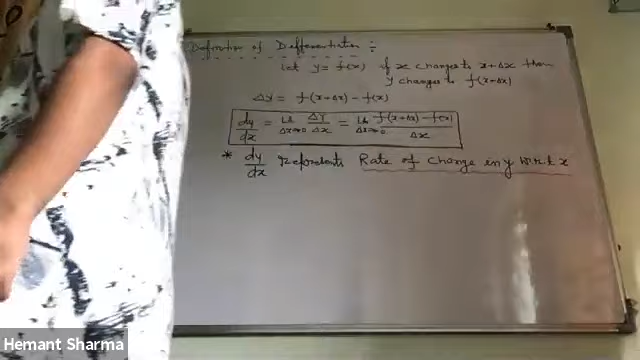 Definition of Differentiation :-
Let y = f(x) if x changes to x+Δx then
y changes to f(x+Δx)
Δy = f(x+Δx) - f(x)
dy/dx = Lt Δx→0 Δy/Δx = Lt Δx→0 f(x+Δx) - f(x)/Δx
* dy/dx represents Rate of change in y w.r.t x
Hemant Sharma